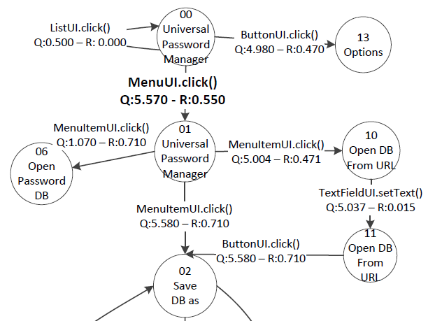 00
Universal
Password
Manager
ListUI.click()
Q:0.500 - R: 0.000
ButtonUI.click()
Q:4.980 - R:0.470
13
Options
MenuUI.click()
Q:5.570 - R:0.550
MenuItemUI.click()
Q:1.070 - R:0.710
06
Open
Password
DB
01
Universal
Password
Manager
MenuItemUI.click()
Q:5.004 - R:0.471
10
Open DB
From URL
TextFieldUI.setText()
Q:5.037 - R:0.015
MenuItemUI.click()
Q:5.580 - R:0.710
11
Open DB
From
URL
ButtonUI.click()
Q:5.580 - R:0.710
02
Save
DB as